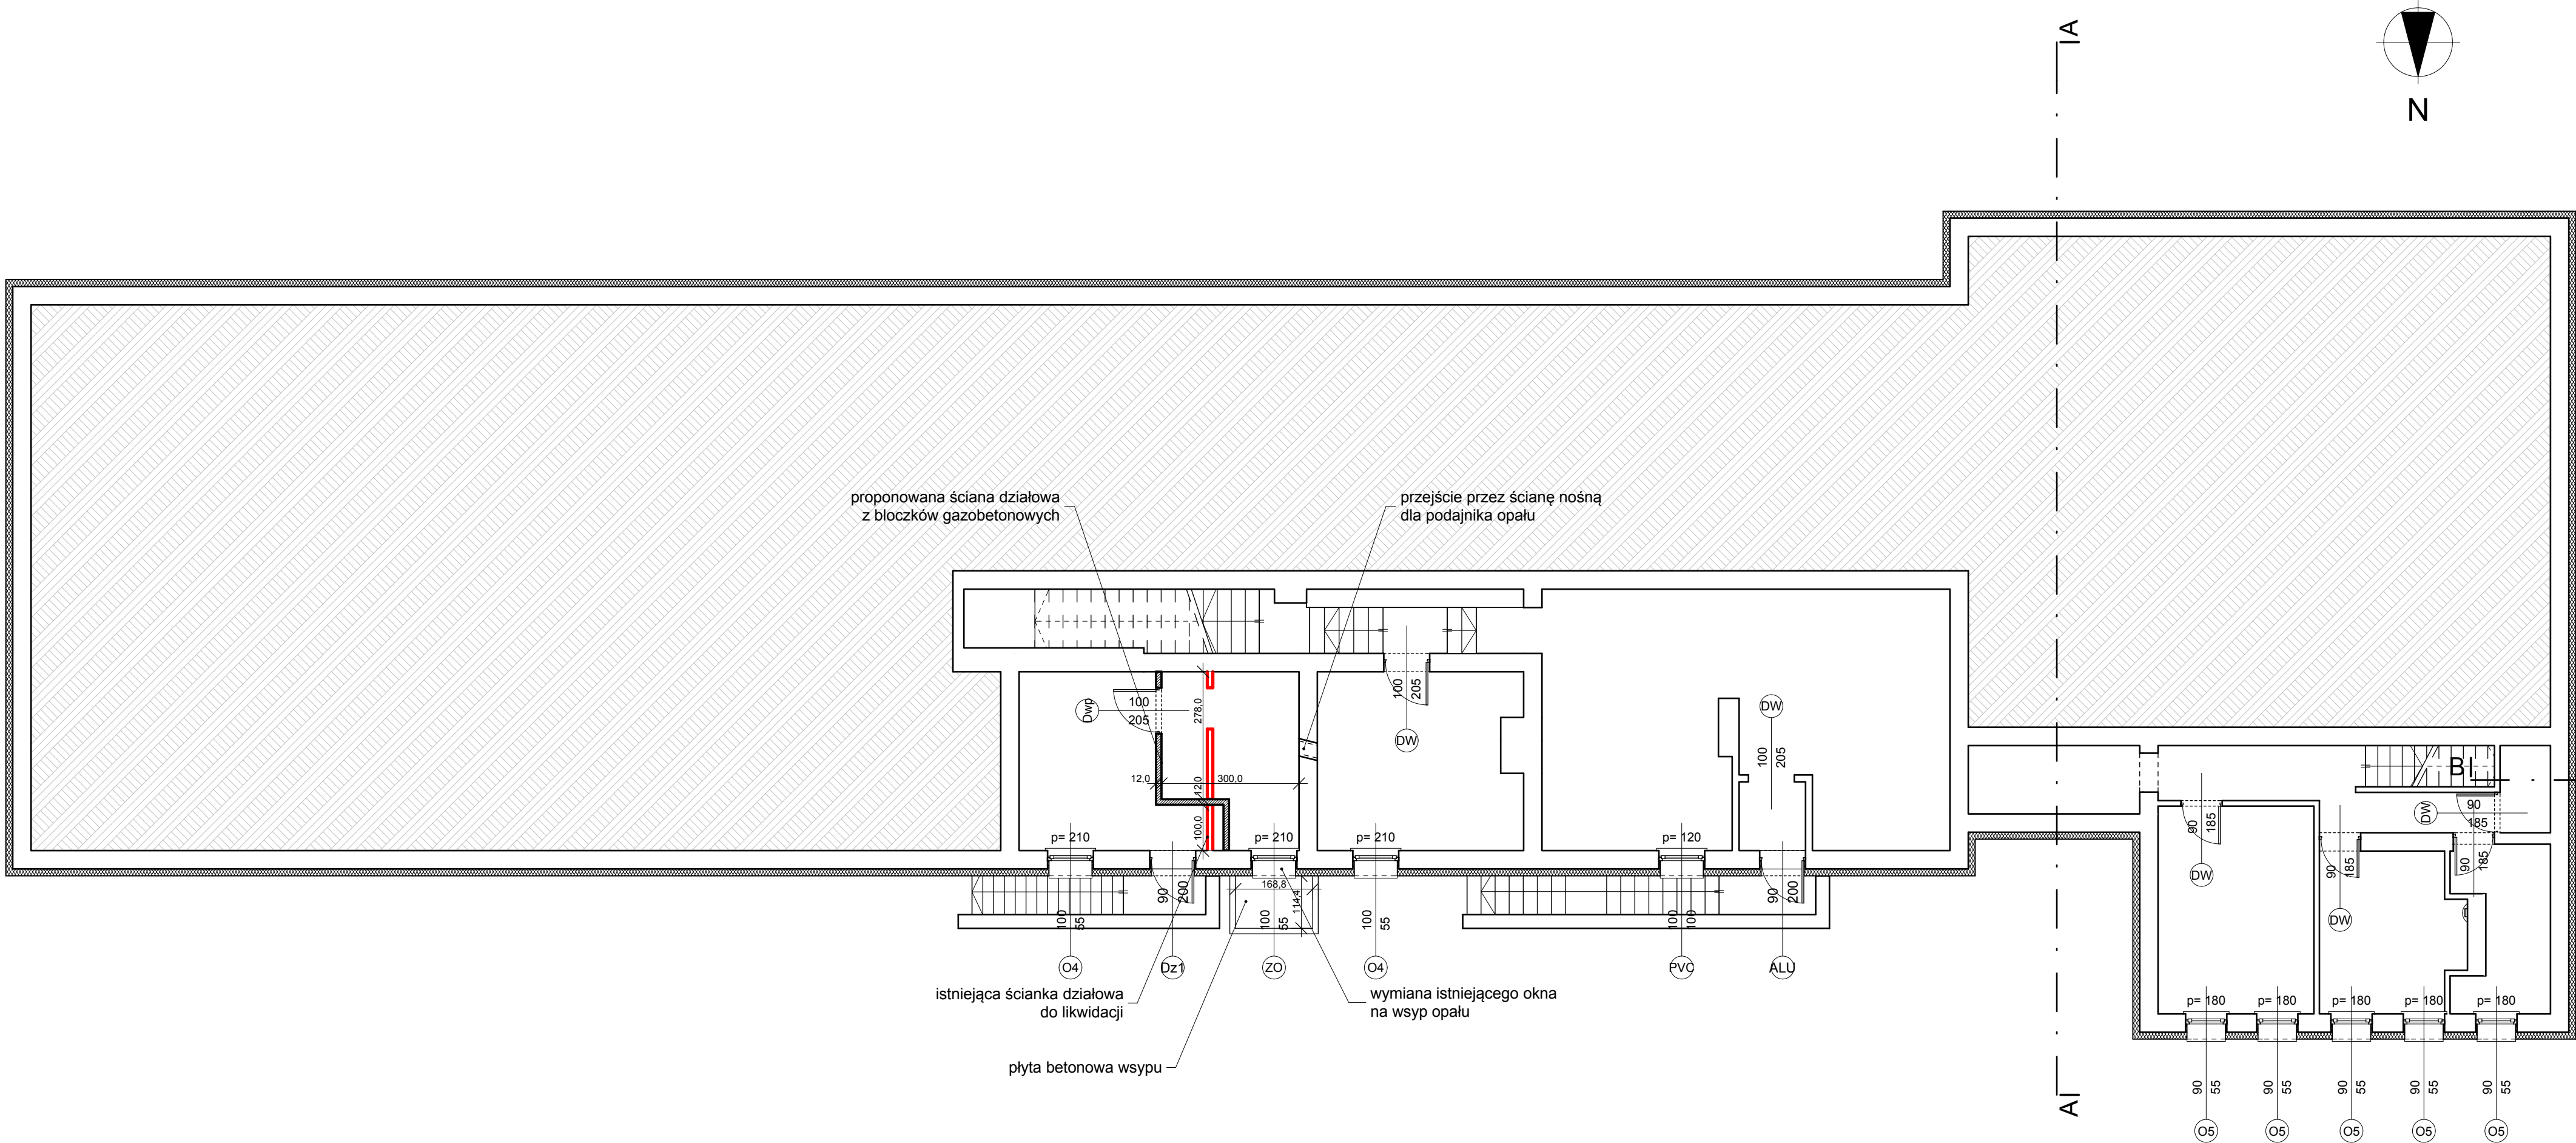 A
N
proponowana ściana działowa
z bloczków gazobetonowych
przejście przez ścianę nośną
dla podajnika opału
Dwp
100
205
278,0
12,0
12,0
300,0
100,0
100
205
DW
DW
100
205
p= 210
p= 210
p= 210
p= 120
90
200
168,8
114,4
90
200
100
55
100
55
100
55
100
100
O4
Dz1
ZO
O4
PVC
ALU
istniejąca ścianka działowa
do likwidacji
wymiana istniejącego okna
na wsyp opału
płyta betonowa wsypu
B
90
185
DW
90
185
DW
90
185
DW
90
185
p= 180
p= 180
p= 180
p= 180
p= 180
90
55
90
55
90
55
90
55
90
55
A
O5
O5
O5
O5
O5